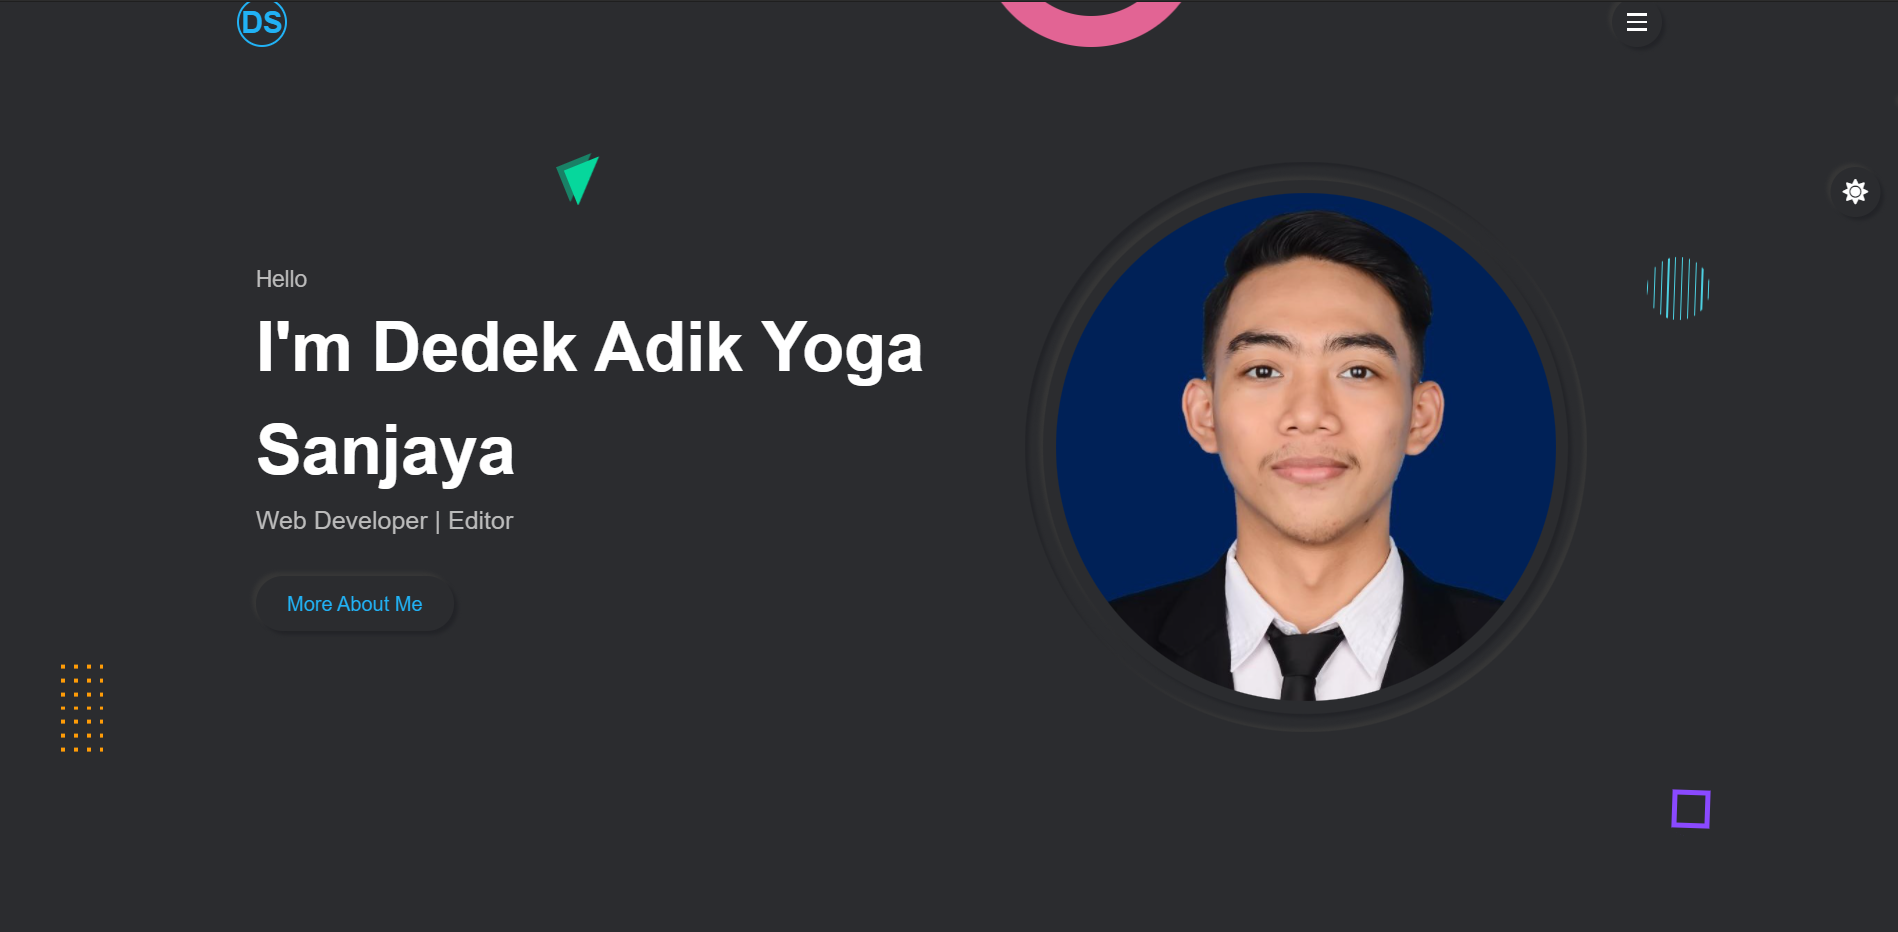 DS
Hello
I'm Dedek Adik Yoga
Sanjaya
Web Developer | Editor
More About Me